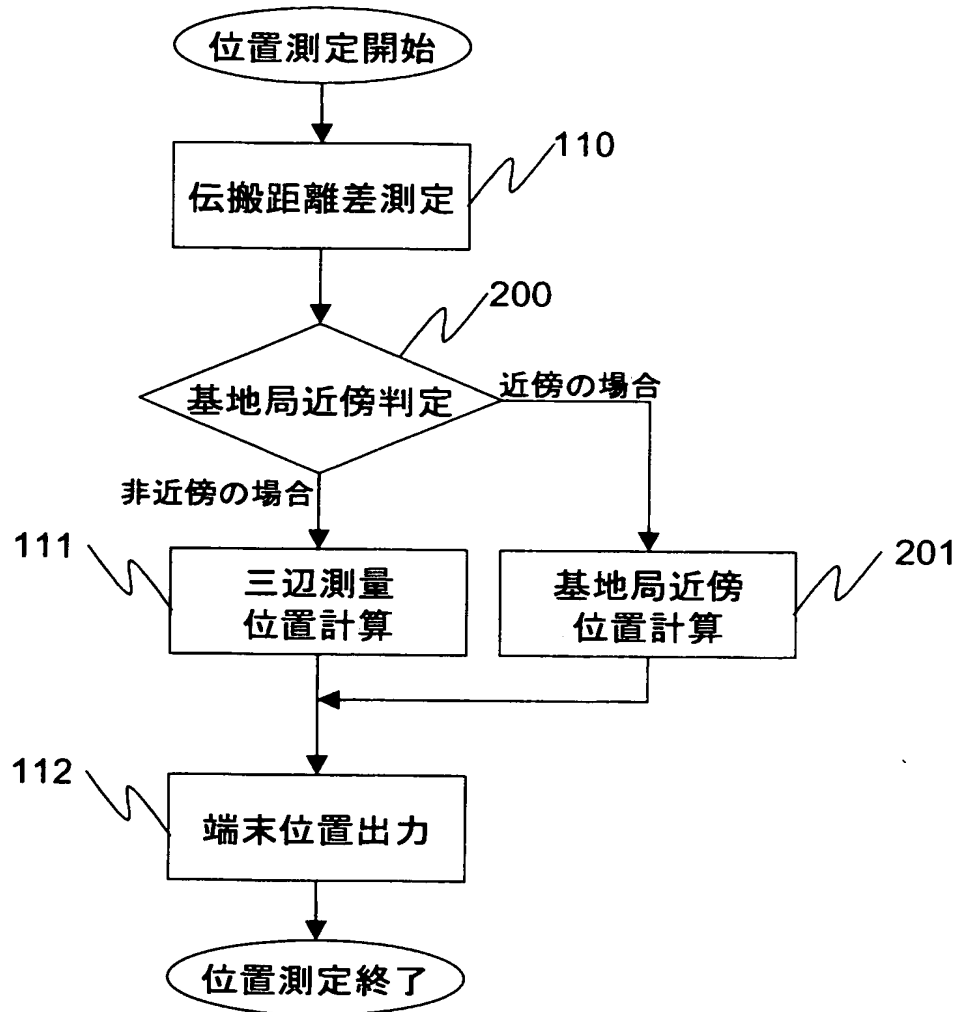 位置測定開始
110
伝搬距離差測定
200
基地局近傍判定
近傍の場合
非近傍の場合
111
三辺測量
位置計算
201
基地局近傍
位置計算
112
端末位置出力
位置測定終了